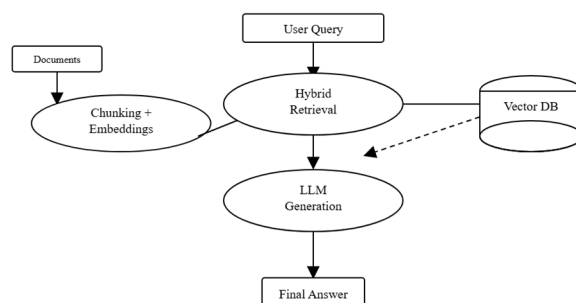 User Query
Documents
Chunking +
Embeddings
Hybrid
Retrieval
Vector DB
LLM
Generation
Final Answer